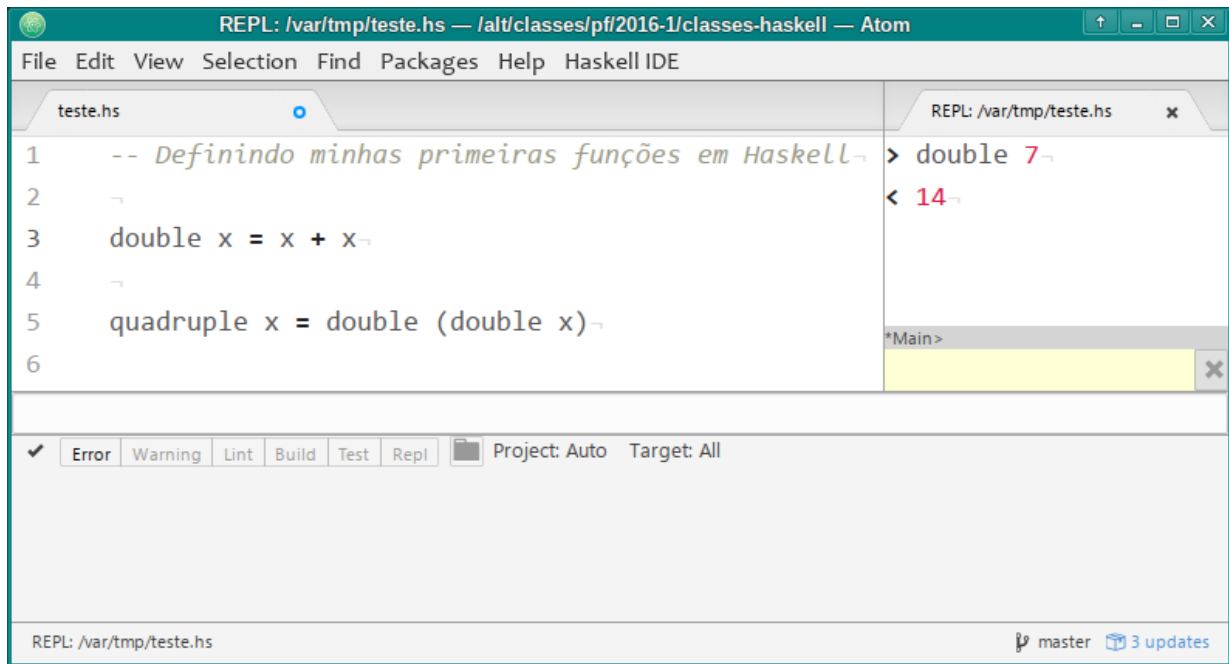 REPL: /var/tmp/teste.hs — /alt/classes/pf/2016-1/classes-haskell — Atom
File Edit View Selection Find Packages Help Haskell IDE
teste.hs
1 -- Definindo minhas primeiras funções em Haskell¬
2 ¬
3 double x = x + x¬
4 ¬
5 quadruple x = double (double x)¬
6
REPL: /var/tmp/teste.hs
> double 7¬
< 14¬
*Main>
Error Warning Lint Build Test Repl Project: Auto Target: All
REPL: /var/tmp/teste.hs master 3 updates